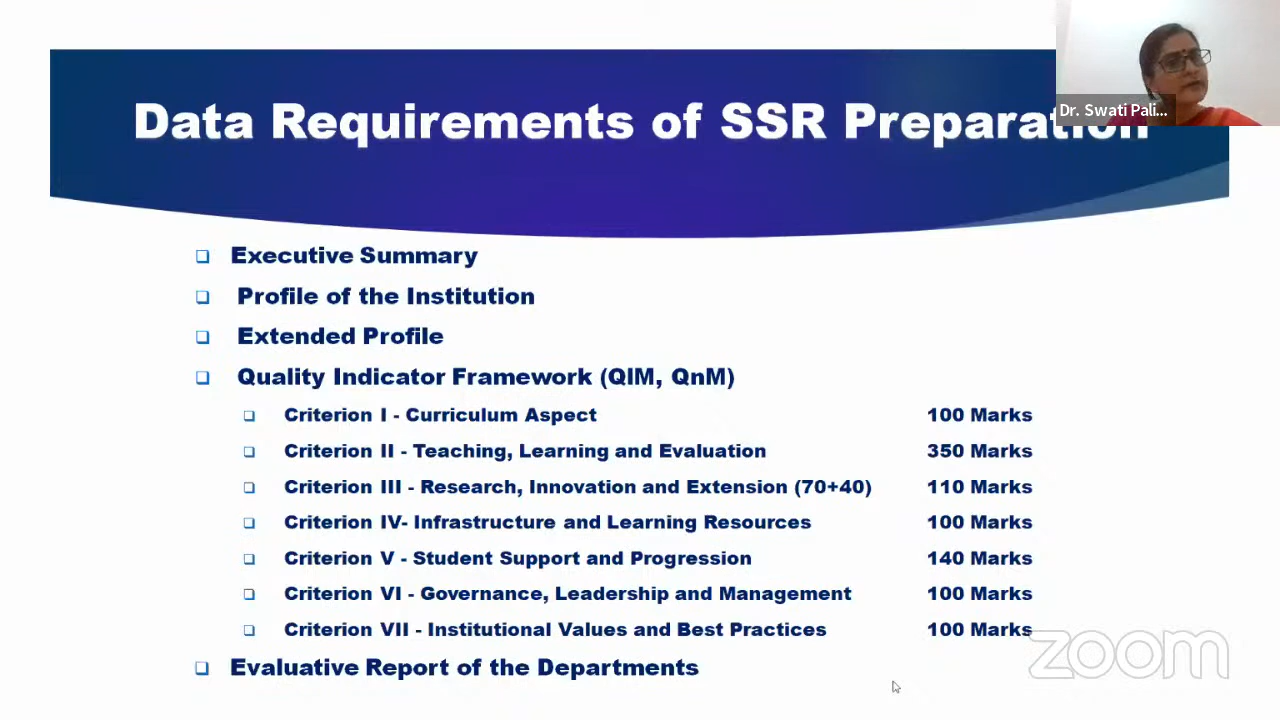 Data Requirements of SSR Preparation
Dr. Swati Pali...
Executive Summary
Profile of the Institution
Extended Profile
Quality Indicator Framework (QlM, QnM)
Criterion I - Curriculum Aspect 100 Marks
Criterion II - Teaching, Learning and Evaluation 350 Marks
Criterion III - Research, Innovation and Extension (70+40) 110 Marks
Criterion IV- Infrastructure and Learning Resources 100 Marks
Criterion V - Student Support and Progression 140 Marks
Criterion VI - Governance, Leadership and Management 100 Marks
Criterion VII - Institutional Values and Best Practices 100 Marks
Evaluative Report of the Departments
zoom